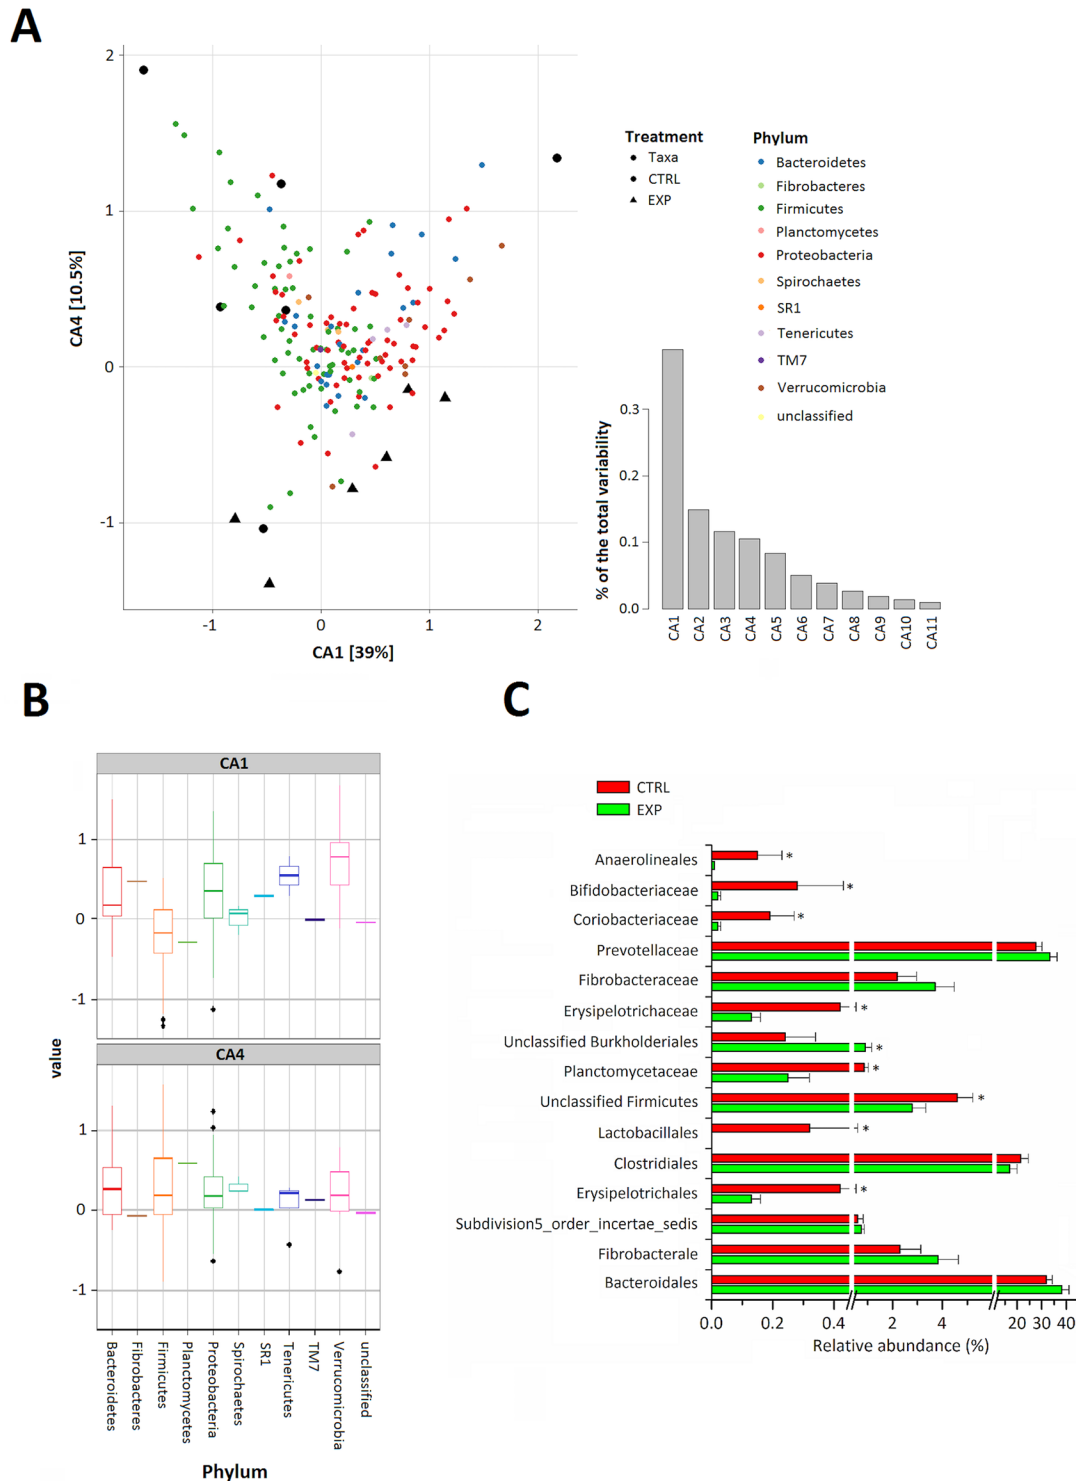 A
2
1
0
-1
CA4 [10.5%]
-1
0
1
2
CA1 [39%]
Treatment
Taxa
CTRL
EXP
Phylum
Bacteroidetes
Fibrobacteres
Firmicutes
Planctomycetes
Proteobacteria
Spirochaetes
SR1
Tenericutes
TM7
Verrucomicrobia
unclassified
% of the total variability
0.3
0.2
0.1
0.0
CA1
CA2
CA3
CA4
CA5
CA6
CA7
CA8
CA9
CA10
CA11
B
CA1
1
0
-1
CA4
1
0
-1
value
Bacteroidetes
Fibrobacteres
Firmicutes
Planctomycetes
Proteobacteria
Spirochaetes
SR1
Tenericutes
TM7
Verrucomicrobia
unclassified
Phylum
C
CTRL
EXP
Anaerolineales *
Bifidobacteriaceae *
Coriobacteriaceae *
Prevotellaceae
Fibrobacteraceae
Erysipelotrichaceae *
Unclassified Burkholderiales *
Planctomycetaceae *
Unclassified Firmicutes *
Lactobacillales *
Clostridiales
Erysipelotrichales *
Subdivision5_order_incertae_sedis
Fibrobacterale
Bacteroidales
0.0 0.2 0.4 1 2 4 20 30 40
Relative abundance (%)